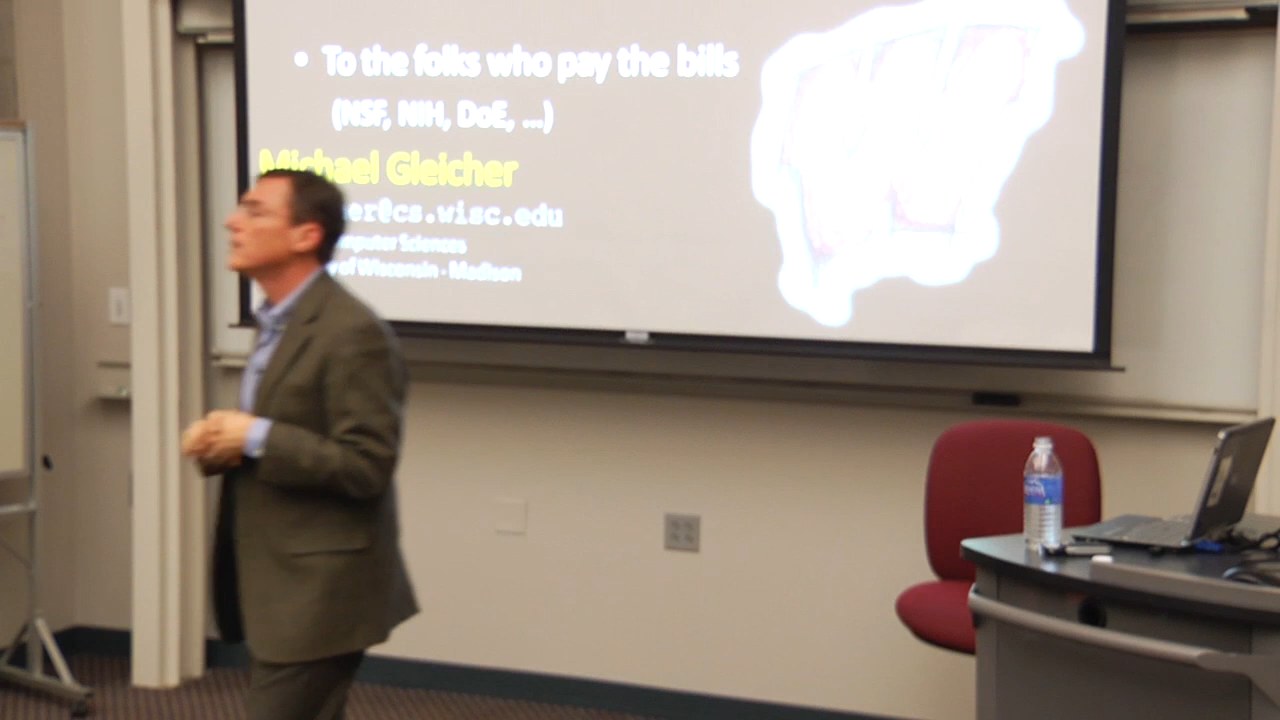 • To the folks who pay the bills
(NSF, NIH, DoE, ...)
Michael Gleicher
er@cs.wisc.edu
mputer Sciences
of Wisconsin - Madison